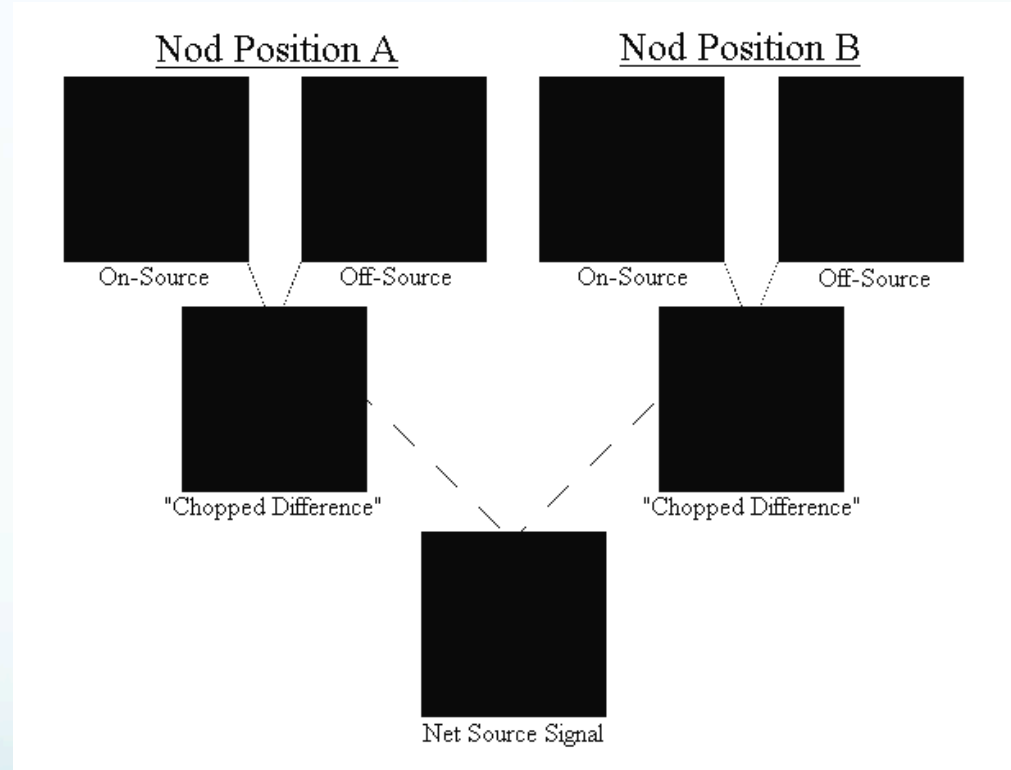 Nod Position A
Nod Position B
On-Source
Off-Source
On-Source
Off-Source
"Chopped Difference"
"Chopped Difference"
Net Source Signal